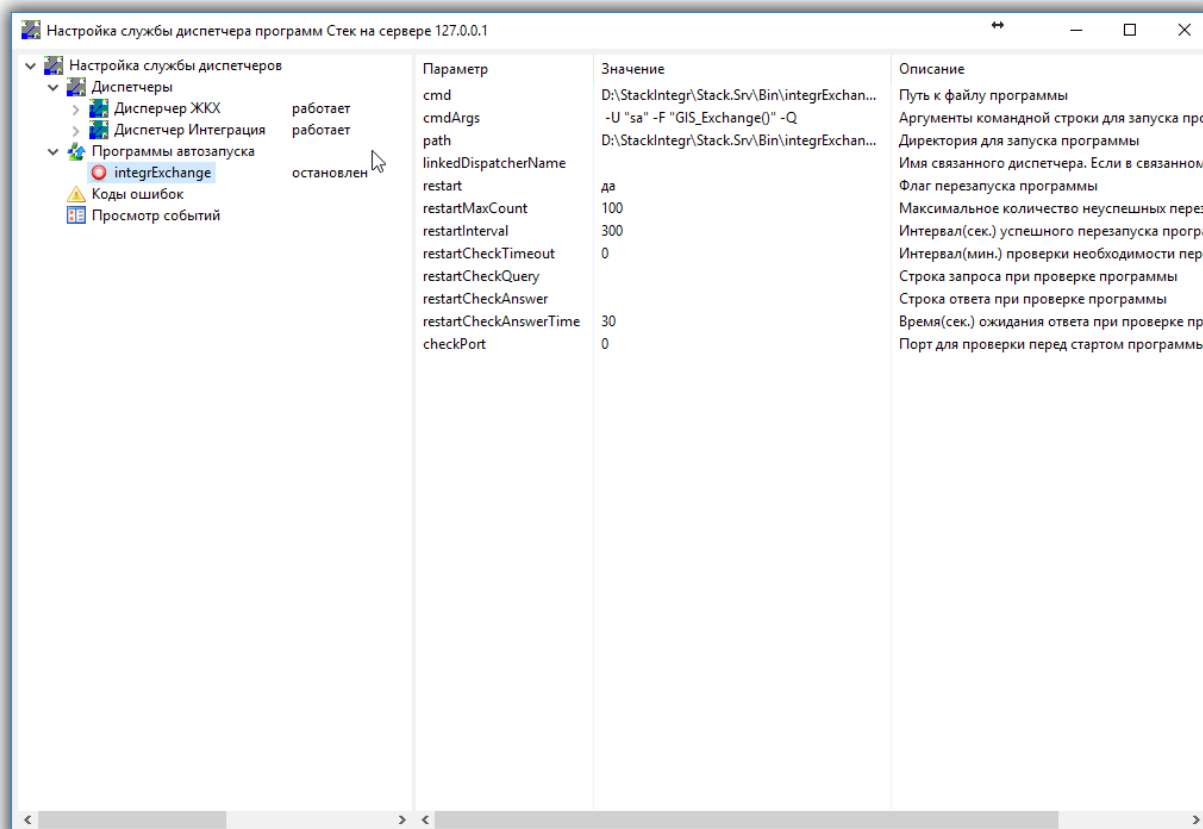 Настройка службы диспетчера программ Стек на сервере 127.0.0.1
Настройка службы диспетчеров
Диспетчеры
Дисперчер ЖКХ работает
Диспетчер Интеграция работает
Программы автозапуска
integrExchange остановлен
Коды ошибок
Просмотр событий
Параметр Значение Описание
cmd D:\StackIntegr\Stack.Srv\Bin\integrExchan... Путь к файлу программы
cmdArgs -U "sa" -F "GIS_Exchange()" -Q Аргументы командной строки для запуска про
path D:\StackIntegr\Stack.Srv\Bin\integrExchan... Директория для запуска программы
linkedDispatcherName Имя связанного диспетчера. Если в связанном
restart да Флаг перезапуска программы
restartMaxCount 100 Максимальное количество неуспешных перез
restartInterval 300 Интервал(сек.) успешного перезапуска програ
restartCheckTimeout 0 Интервал(мин.) проверки необходимости пер
restartCheckQuery Строка запроса при проверке программы
restartCheckAnswer Строка ответа при проверке программы
restartCheckAnswerTime 30 Время(сек.) ожидания ответа при проверке пр
checkPort 0 Порт для проверки перед стартом программы